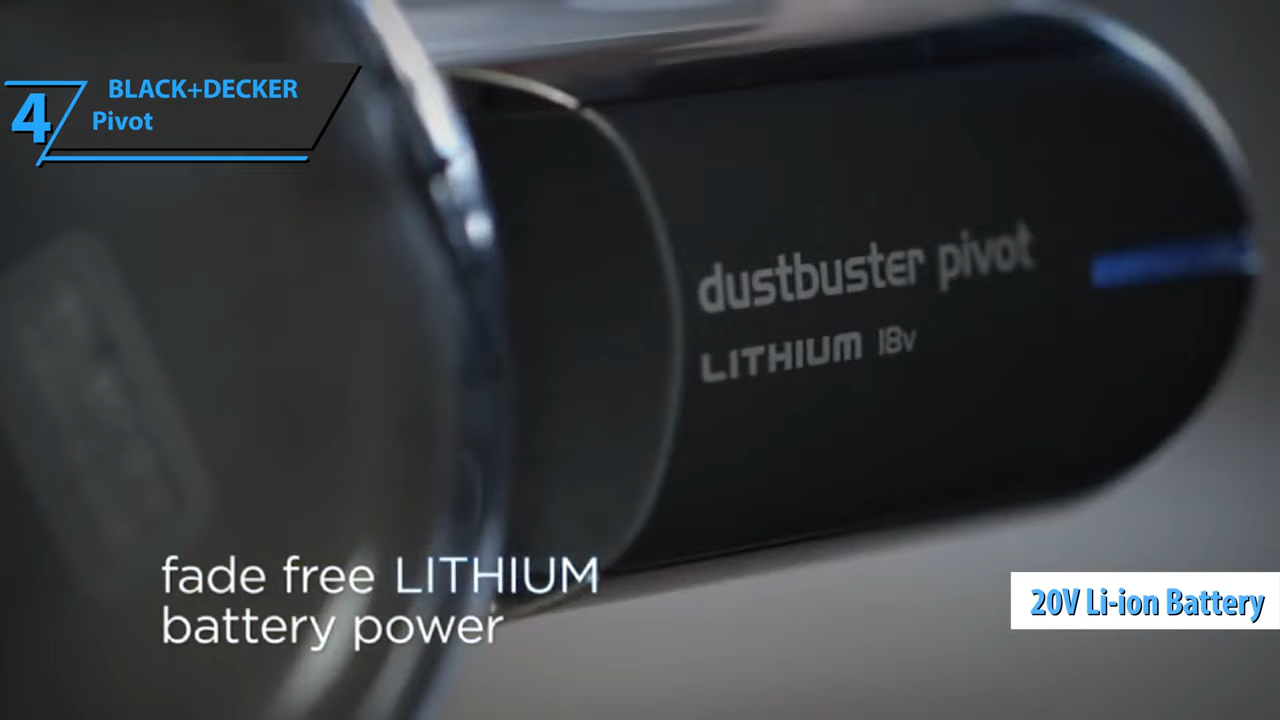 4
BLACK+DECKER
Pivot
dustbuster pivot
LITHIUM 18v
fade free LITHIUM
battery power
20V Li-ion Battery